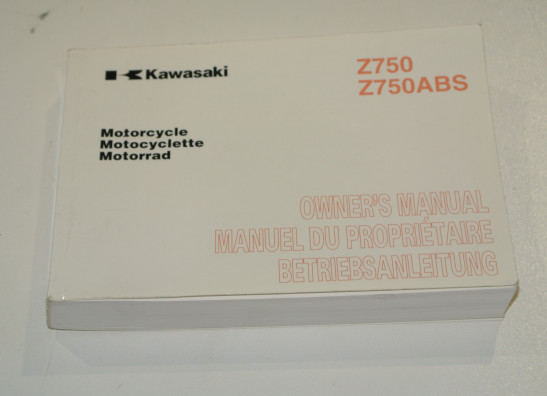 Kawasaki
Z750
Z750ABS
Motorcycle
Motocyclette
Motorrad
OWNER'S MANUAL
MANUEL DU PROPRIÉTAIRE
BETRIEBSANLEITUNG